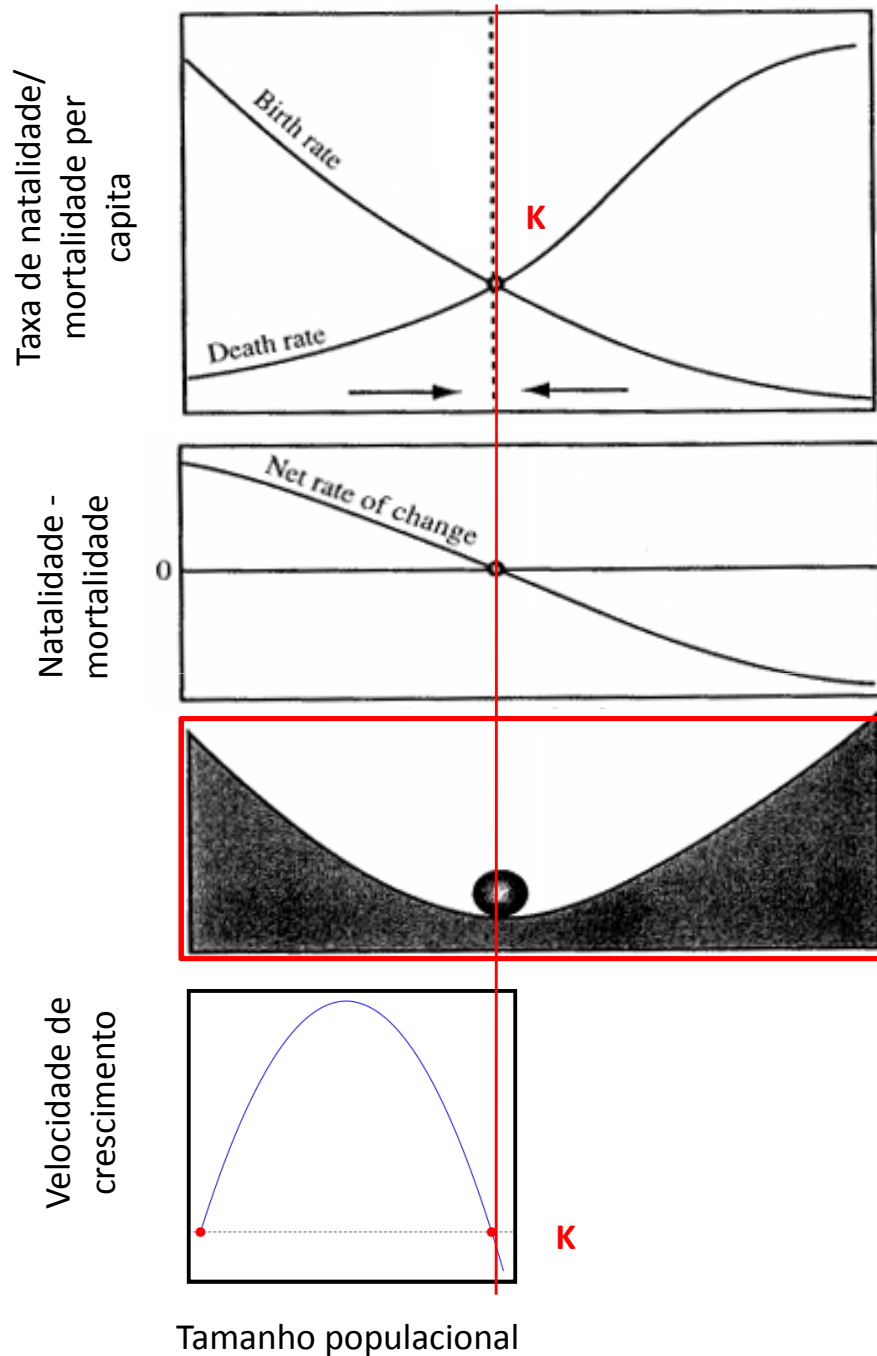 Taxa de natalidade/
mortalidade per
capita
Birth rate
K
Death rate
Natalidade -
mortalidade
Net rate of change
0
Velocidade de
crescimento
K
Tamanho populacional